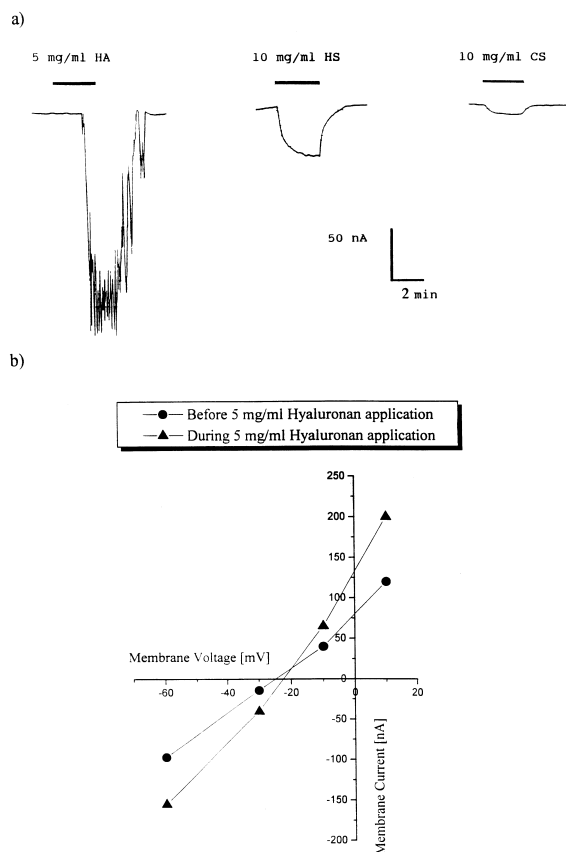 a)
5 mg/ml HA
10 mg/ml HS
10 mg/ml CS
50 nA
2 min
b)
Before 5 mg/ml Hyaluronan application
During 5 mg/ml Hyaluronan application
250
200
150
100
50
0
-50
-100
-150
-200
Membrane Voltage [mV]
-60
-40
-20
0
20
Membrane Current [nA]